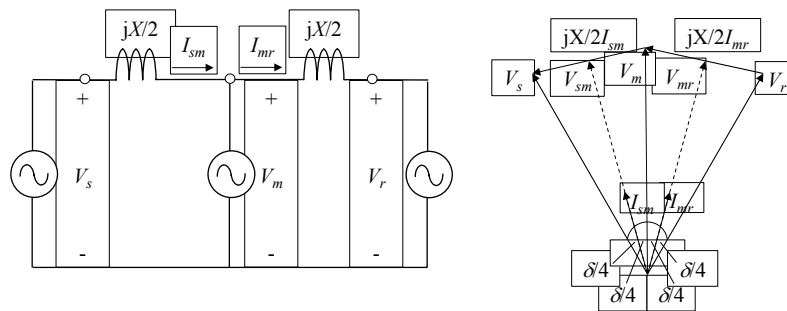 jX/2 I_sm I_mr jX/2
+ + +
V_s V_m V_r
- - -
jX/2I_sm jX/2I_mr
V_s V_sm V_m V_mr V_r
I_sm I_mr
δ/4 δ/4
δ/4 δ/4